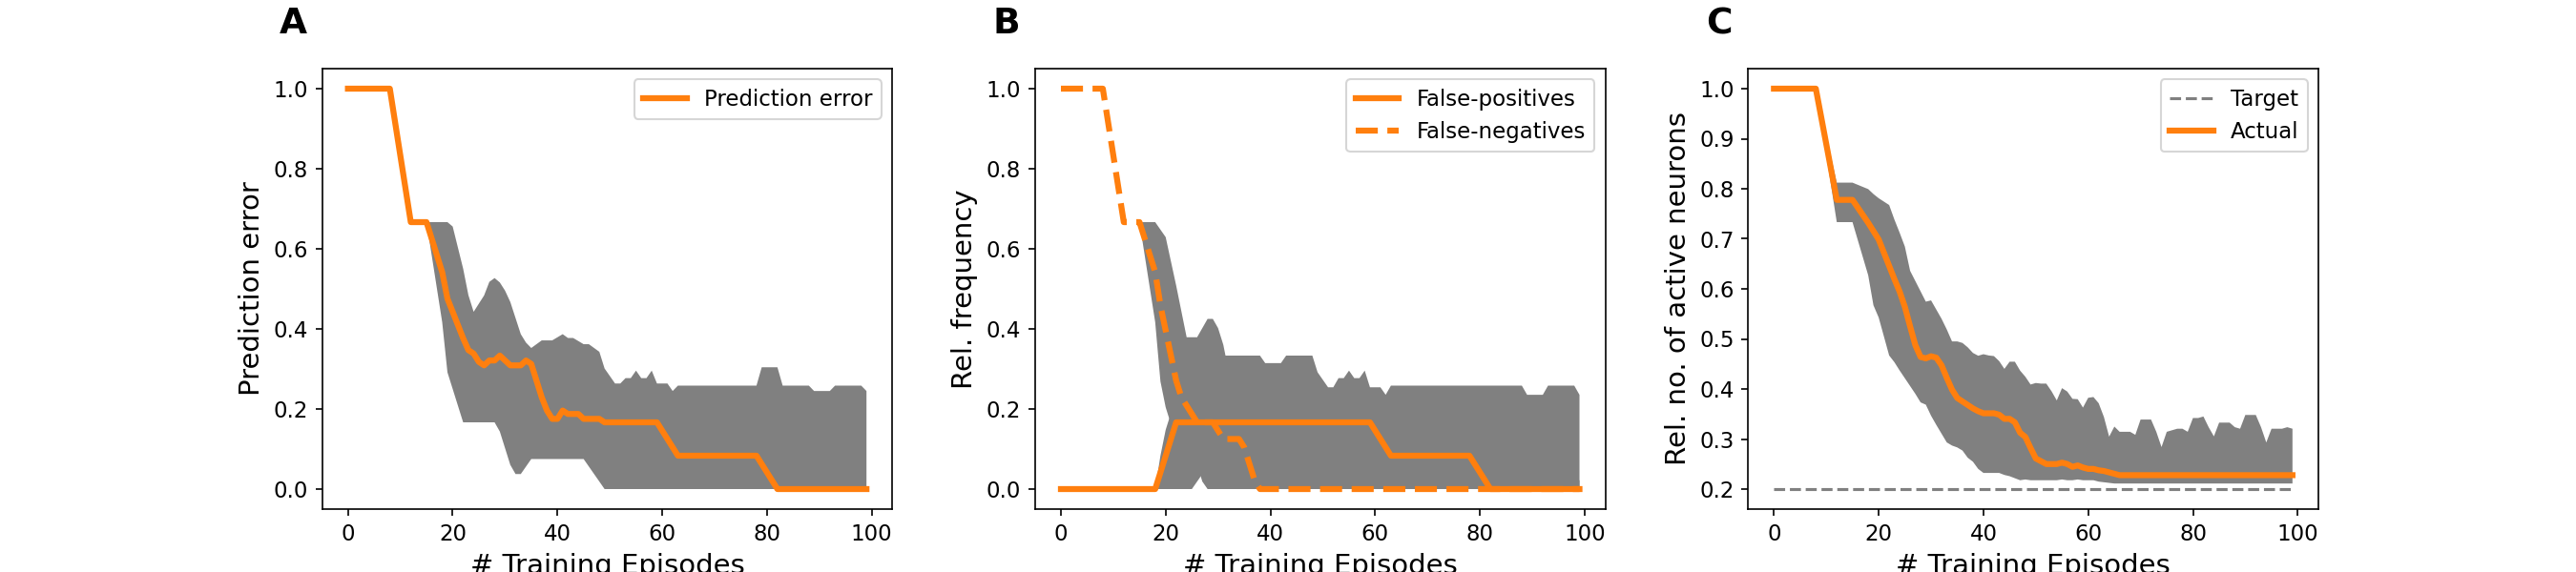 A
B
C
Prediction error
1.0
0.8
0.6
0.4
0.2
0.0
Prediction error
0
20
40
60
80
100
# Training Episodes
False-positives
False-negatives
1.0
0.8
0.6
0.4
0.2
0.0
Rel. frequency
0
20
40
60
80
100
# Training Episodes
Target
Actual
1.0
0.9
0.8
0.7
0.6
0.5
0.4
0.3
0.2
Rel. no. of active neurons
0
20
40
60
80
100
# Training Episodes